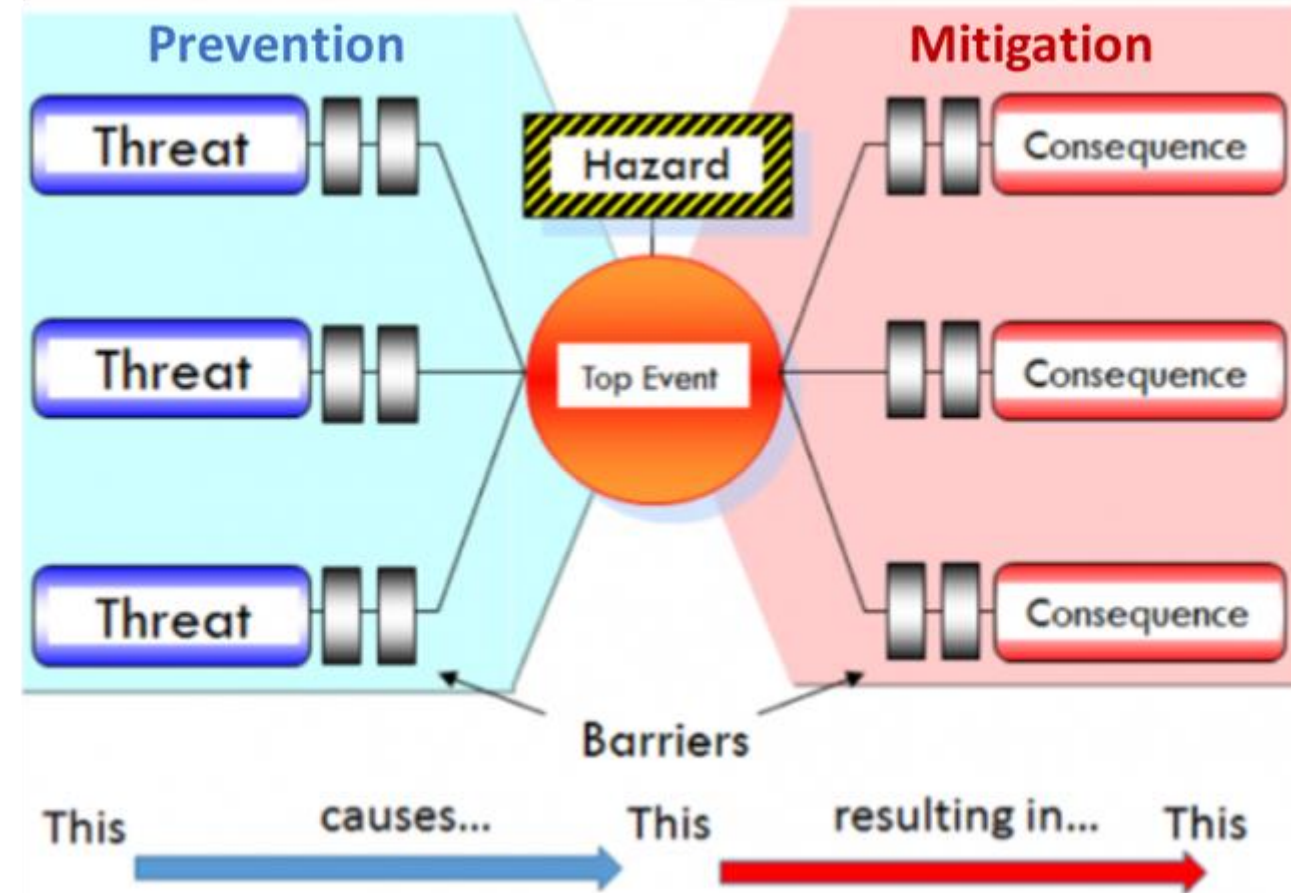 Prevention
Mitigation
Threat
Hazard
Consequence
Threat
Top Event
Consequence
Threat
Consequence
Barriers
This causes... This resulting in... This